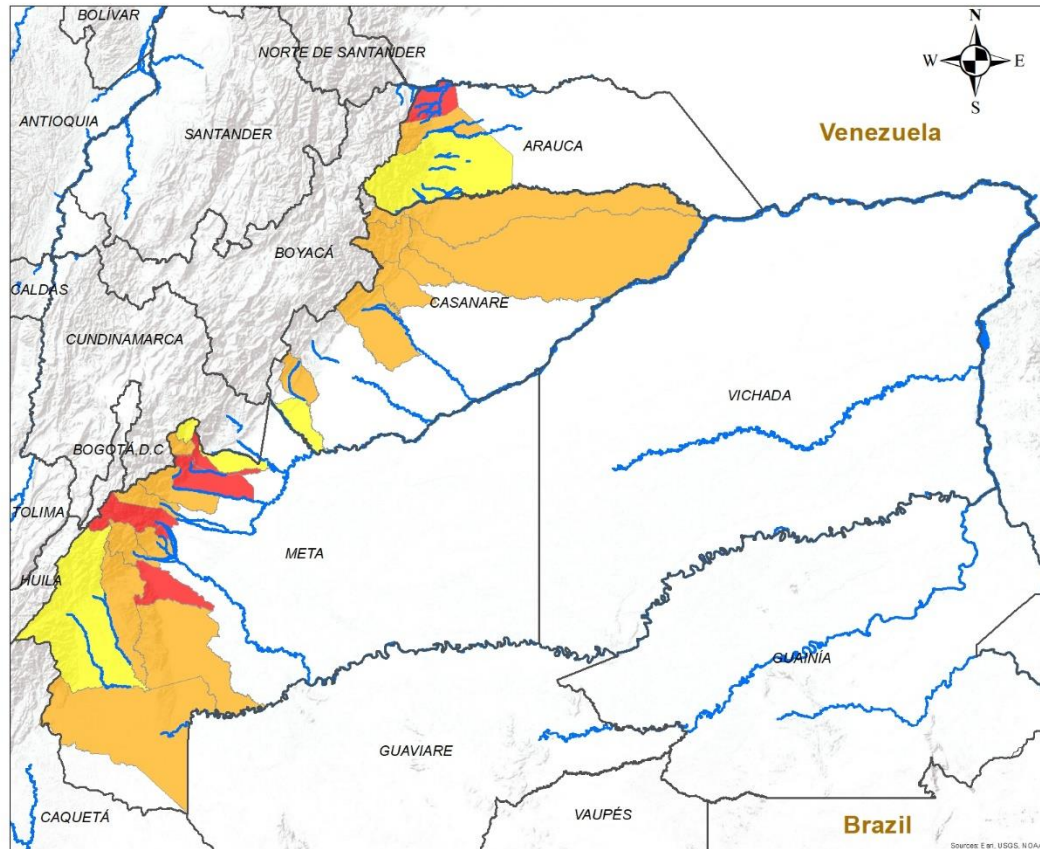 BOLÍVAR
N
NORTE DE SANTANDER
W
E
S
ANTIOQUIA
SANTANDER
ARAUCA
Venezuela
BOYACÁ
CALDAS
CASANARE
CUNDINAMARCA
VICHADA
BOGOTÁ D.C
TOLIMA
META
HUILA
GUAINÍA
GUAVIARE
CAQUETÁ
VAUPÉS
Brazil
Sources: Esri, USGS, NOAA